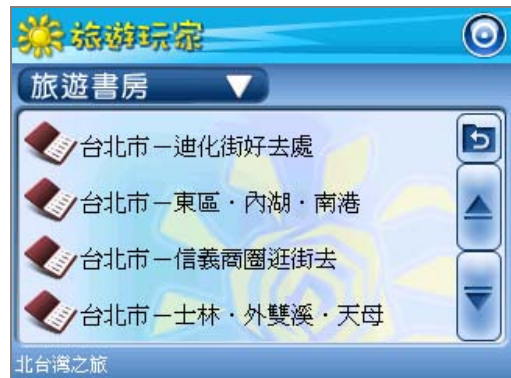 旅遊玩家
旅遊書房
台北市－迪化街好去處
台北市－東區・內湖・南港
台北市－信義商圈逛街去
台北市－士林・外雙溪・天母
北台灣之旅